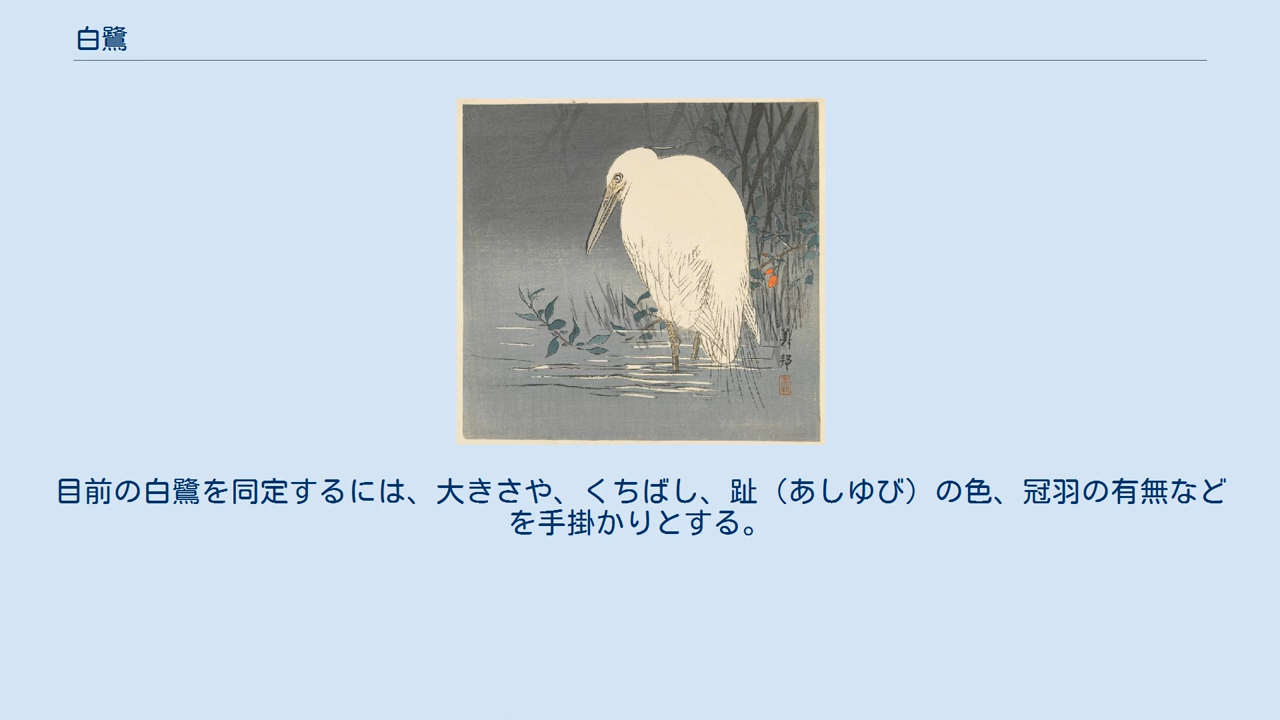 白鷺
美邦
目前の白鷺を同定するには、大きさや、くちばし、趾（あしゆび）の色、冠羽の有無など
を手掛かりとする。